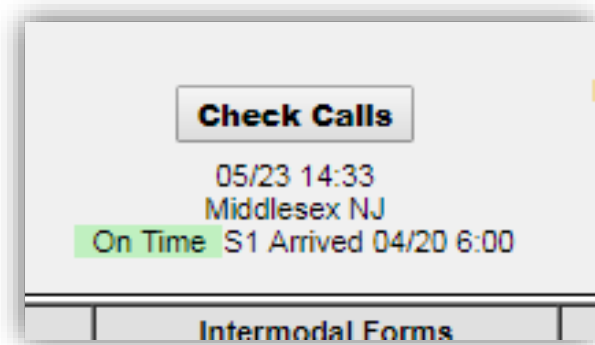 Check Calls
05/23 14:33
Middlesex NJ
On Time S1 Arrived 04/20 6:00
Intermodal Forms